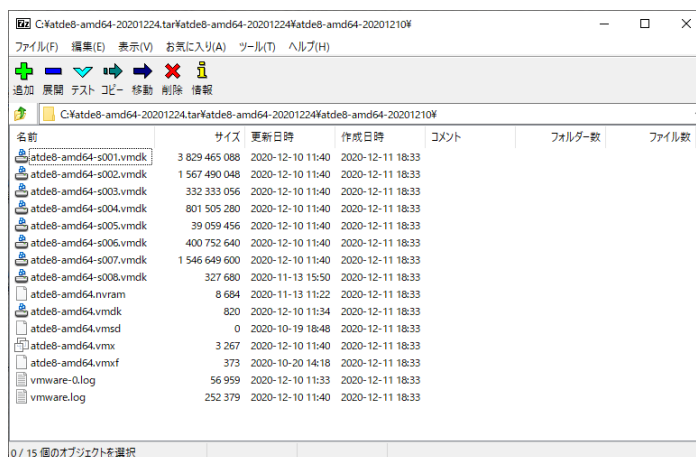 7z C:¥atde8-amd64-20201224.tar¥atde8-amd64-20201224¥atde8-amd64-20201210¥
ファイル(F) 編集(E) 表示(V) お気に入り(A) ツール(T) ヘルプ(H)
追加 展開 テスト コピー 移動 削除 情報
C:¥atde8-amd64-20201224.tar¥atde8-amd64-20201224¥atde8-amd64-20201210¥
名前 サイズ 更新日時 作成日時 コメント フォルダー数 ファイル数
atde8-amd64-s001.vmdk 3 829 465 088 2020-12-10 11:40 2020-12-11 18:33
atde8-amd64-s002.vmdk 1 567 490 048 2020-12-10 11:40 2020-12-11 18:33
atde8-amd64-s003.vmdk 332 333 056 2020-12-10 11:40 2020-12-11 18:33
atde8-amd64-s004.vmdk 801 505 280 2020-12-10 11:40 2020-12-11 18:33
atde8-amd64-s005.vmdk 39 059 456 2020-12-10 11:40 2020-12-11 18:33
atde8-amd64-s006.vmdk 400 752 640 2020-12-10 11:40 2020-12-11 18:33
atde8-amd64-s007.vmdk 1 546 649 600 2020-12-10 11:40 2020-12-11 18:33
atde8-amd64-s008.vmdk 327 680 2020-11-13 15:50 2020-12-11 18:33
atde8-amd64.nvram 8 684 2020-11-13 11:22 2020-12-11 18:33
atde8-amd64.vmdk 820 2020-12-10 11:34 2020-12-11 18:33
atde8-amd64.vmsd 0 2020-10-19 18:48 2020-12-11 18:33
atde8-amd64.vmx 3 267 2020-12-10 11:40 2020-12-11 18:33
atde8-amd64.vmxf 373 2020-10-20 14:18 2020-12-11 18:33
vmware-0.log 56 959 2020-12-10 11:33 2020-12-11 18:33
vmware.log 252 379 2020-12-10 11:40 2020-12-11 18:33
0 / 15 個のオブジェクトを選択